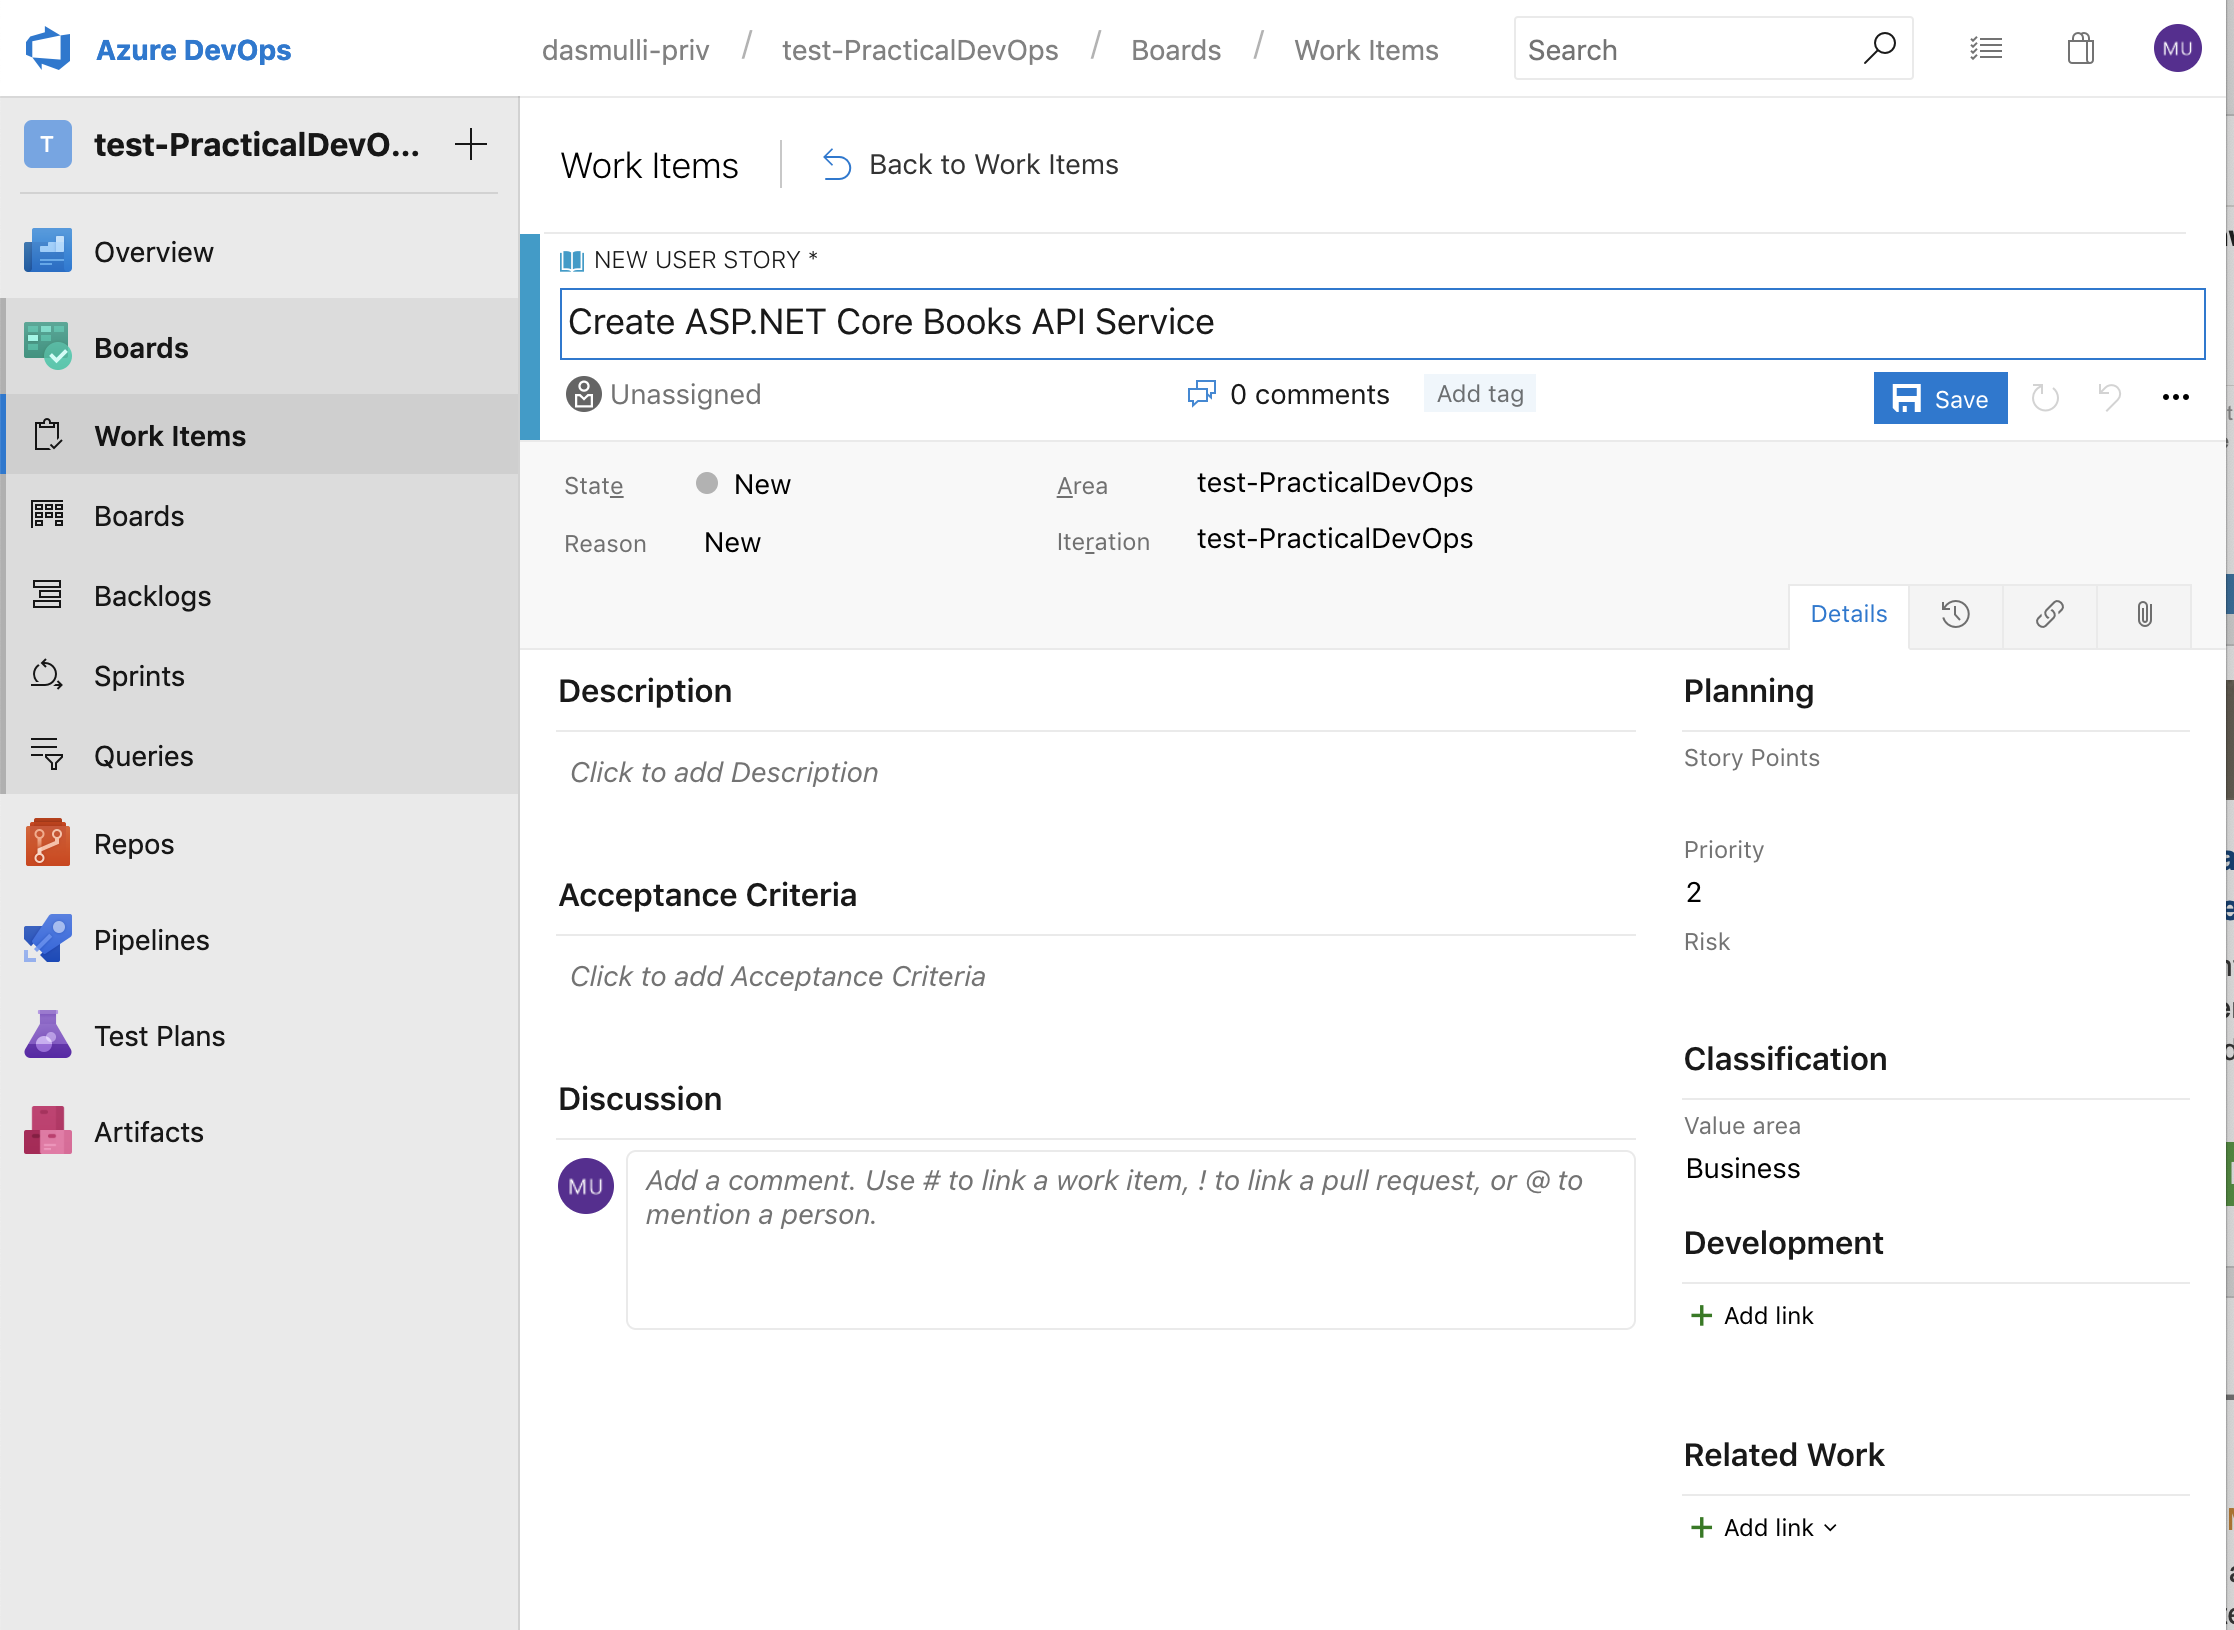 Azure DevOps
dasmulli-priv / test-PracticalDevOps / Boards / Work Items
Search
MU
T
test-PracticalDevO...
Overview
Boards
Work Items
Boards
Backlogs
Sprints
Queries
Repos
Pipelines
Test Plans
Artifacts
Work Items
Back to Work Items
NEW USER STORY *
Create ASP.NET Core Books API Service
Unassigned
0 comments
Add tag
Save
State
New
Area
test-PracticalDevOps
Reason
New
Iteration
test-PracticalDevOps
Details
Description
Click to add Description
Acceptance Criteria
Click to add Acceptance Criteria
Discussion
MU
Add a comment. Use # to link a work item, ! to link a pull request, or @ to
mention a person.
Planning
Story Points
Priority
2
Risk
Classification
Value area
Business
Development
+ Add link
Related Work
+ Add link